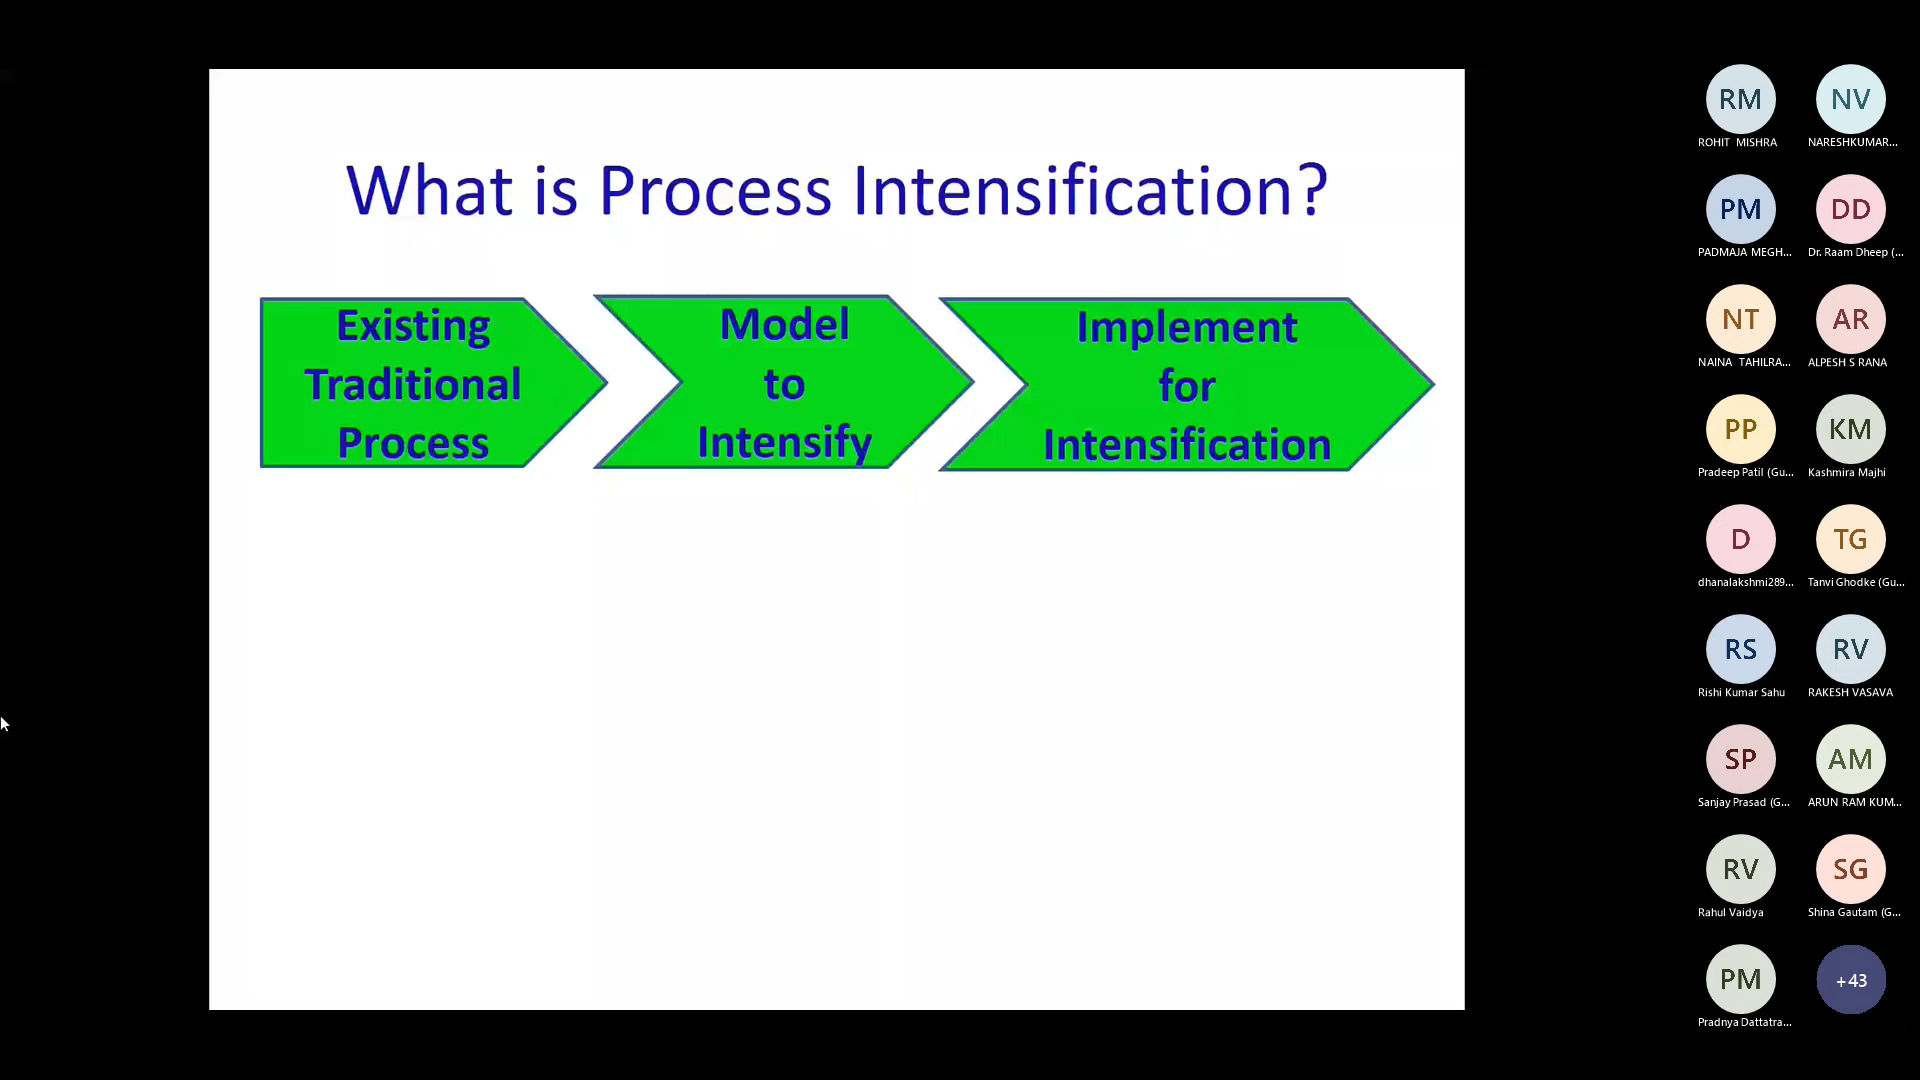 What is Process Intensification?
Existing
Traditional
Process
Model
to
Intensify
Implement
for
Intensification
RM
ROHIT MISHRA
NV
NARESHKUMAR...
PM
PADMAJA MEGH...
DD
Dr. Raam Dheep (...
NT
NAINA TAHILRA...
AR
ALPESH S RANA
PP
Pradeep Patil (Gu...
KM
Kashmira Majhi
D
dhanalakshmi289...
TG
Tanvi Ghodke (Gu...
RS
Rishi Kumar Sahu
RV
RAKESH VASAVA
SP
Sanjay Prasad (G...
AM
ARUN RAM KUM...
RV
Rahul Vaidya
SG
Shina Gautam (G...
PM
Pradnya Dattatra...
+43